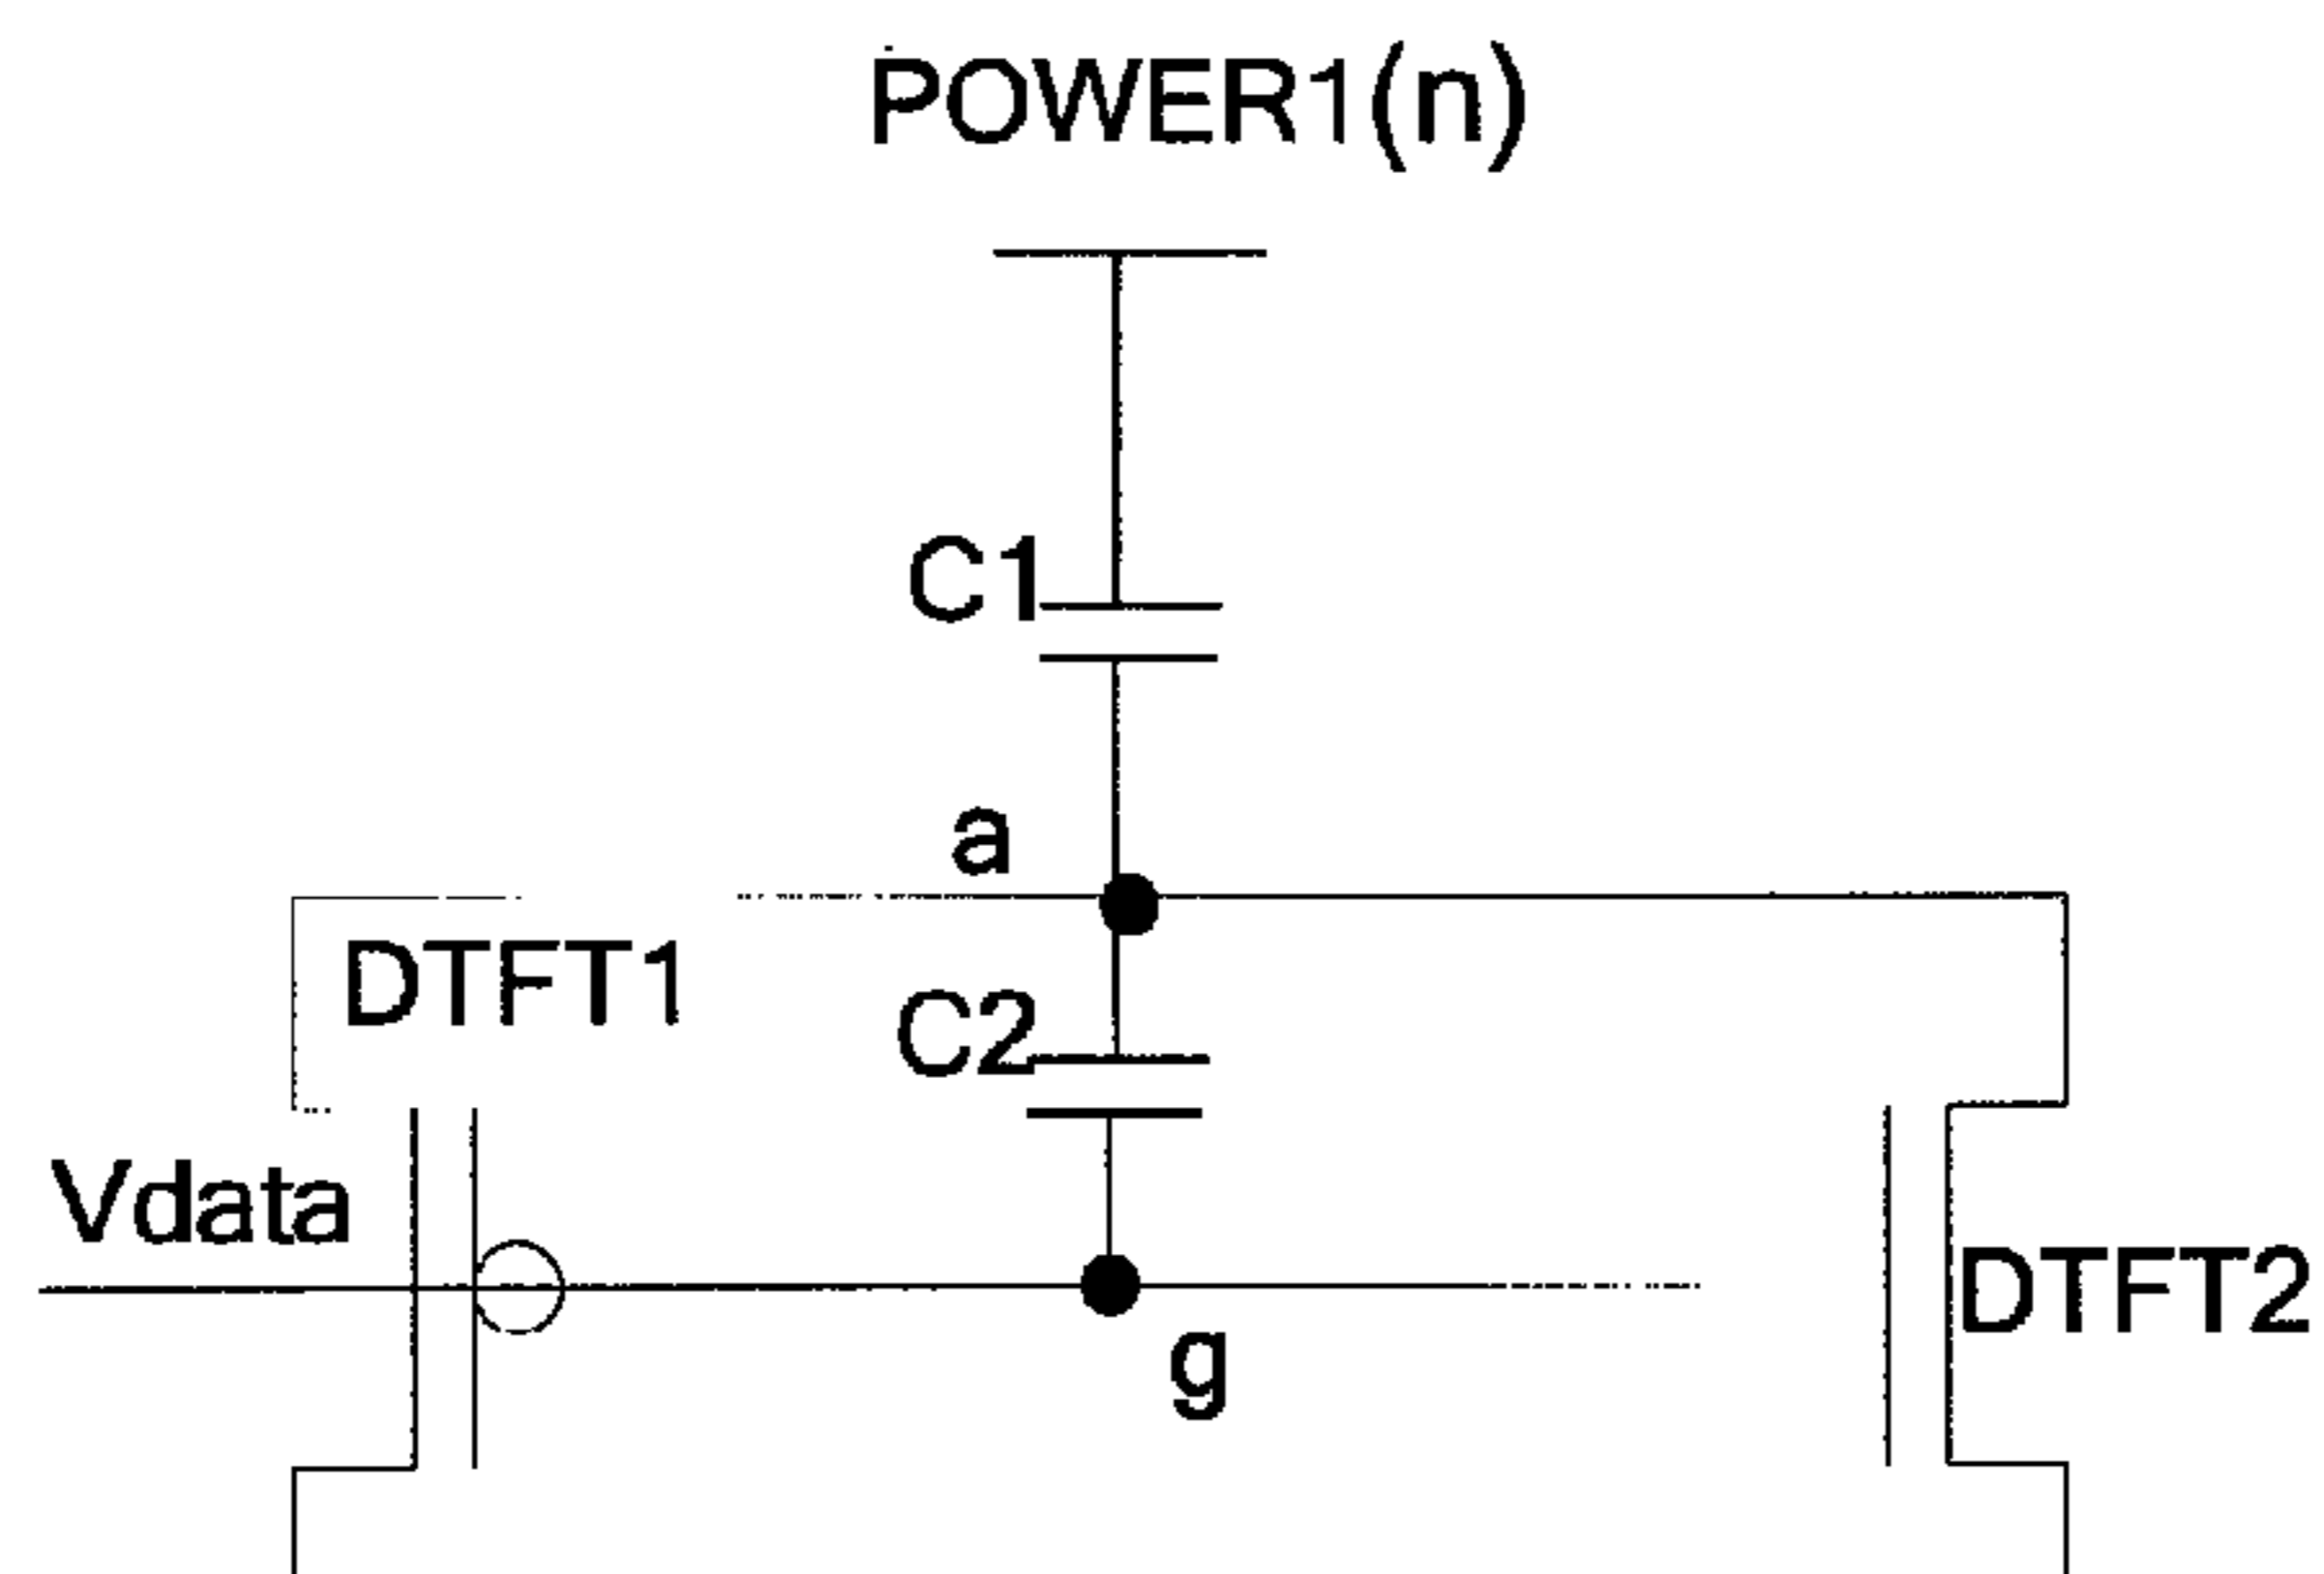 POWER1(n)
C1
a
DTFT1
C2
Vdata
DTFT2
g